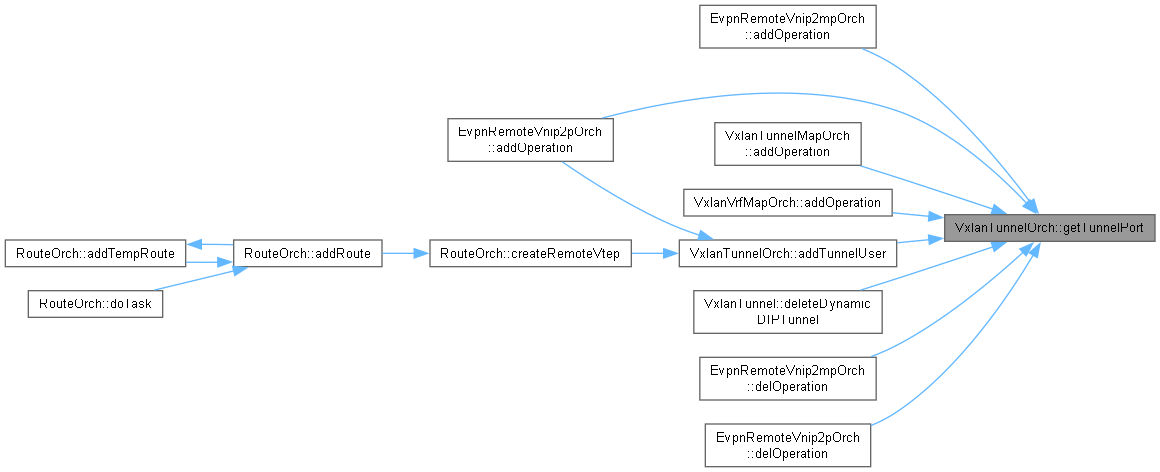 EvpnRemoteVnip2mpOrch
::addOperation
EvpnRemoteVnip2pOrch
::addOperation
VxlanTunnelMapOrch
::addOperation
VxlanVrfMapOrch::addOperation
VxlanTunnelOrch::getTunnelPort
RouteOrch::addTempRoute
RouteOrch::addRoute
RouteOrch::createRemoteVtep
VxlanTunnelOrch::addTunnelUser
RouteOrch::doTask
VxlanTunnel::deleteDynamic
DIPTunnel
EvpnRemoteVnip2mpOrch
::delOperation
EvpnRemoteVnip2pOrch
::delOperation